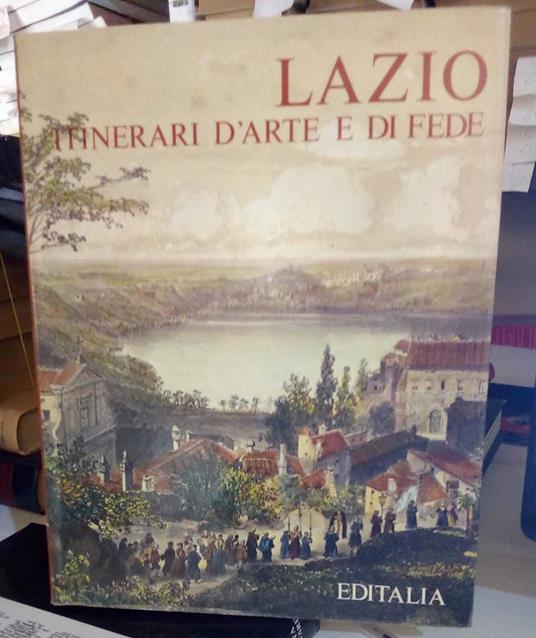 LAZIO
ITINERARI D'ARTE E DI FEDE
EDITALIA